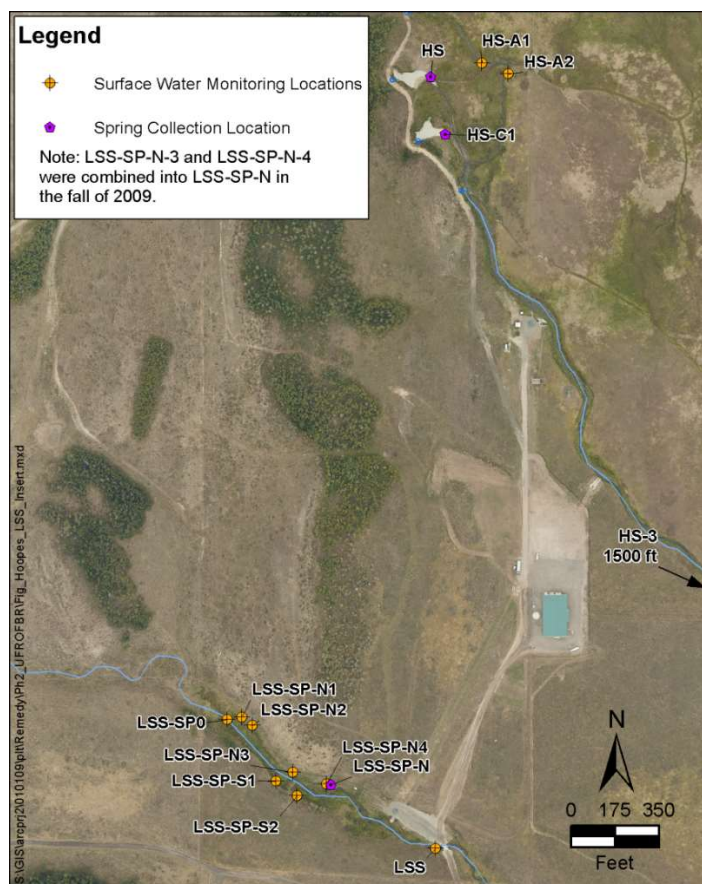 Legend
Surface Water Monitoring Locations
Spring Collection Location
Note: LSS-SP-N-3 and LSS-SP-N-4
were combined into LSS-SP-N in
the fall of 2009.
HS
HS-A1
HS-A2
HS-C1
HS-3
1500 ft
LSS-SP-N1
LSS-SP-N2
LSS-SP0
LSS-SP-N3
LSS-SP-N4
LSS-SP-N
LSS-SP-S1
LSS-SP-S2
LSS
N
0 175 350
Feet
S:\GIS\arcprj2\010109\plt\Remedy\Ph2_UFROFBR\Fig_Hoopes_LSS_Insert.mxd